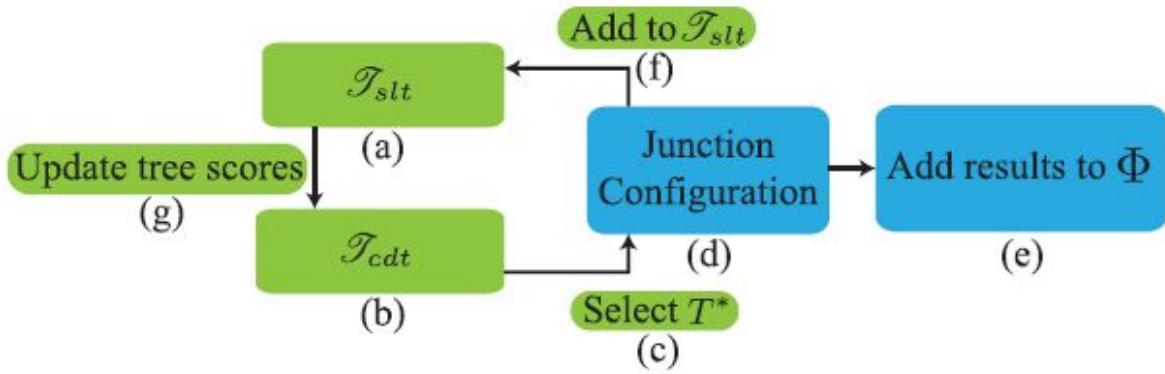 Add to 𝒯slt
(f)
𝒯slt
(a)
Junction
Configuration
(d)
Add results to Φ
(e)
Update tree scores
(g)
𝒯cdt
(b)
Select T*
(c)